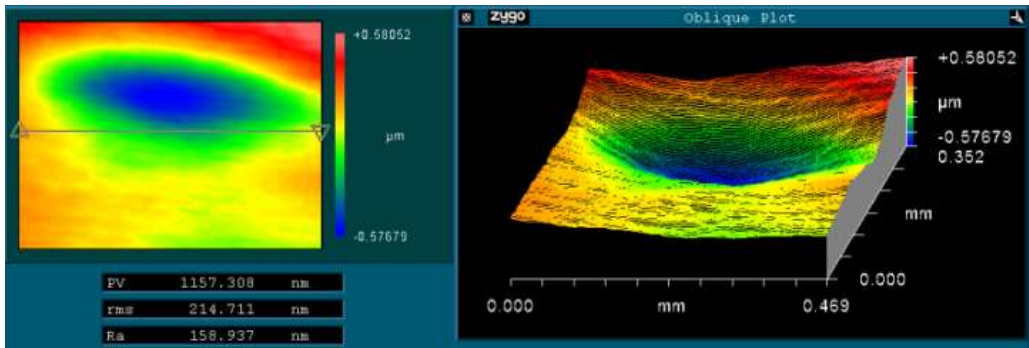 +0.58052
µm
-0.57679
PV 1157.308 nm
rms 214.711 nm
Ra 158.937 nm
zygo Oblique Plot
+0.58052
µm
-0.57679
0.352
mm
0.000
0.000 mm 0.469